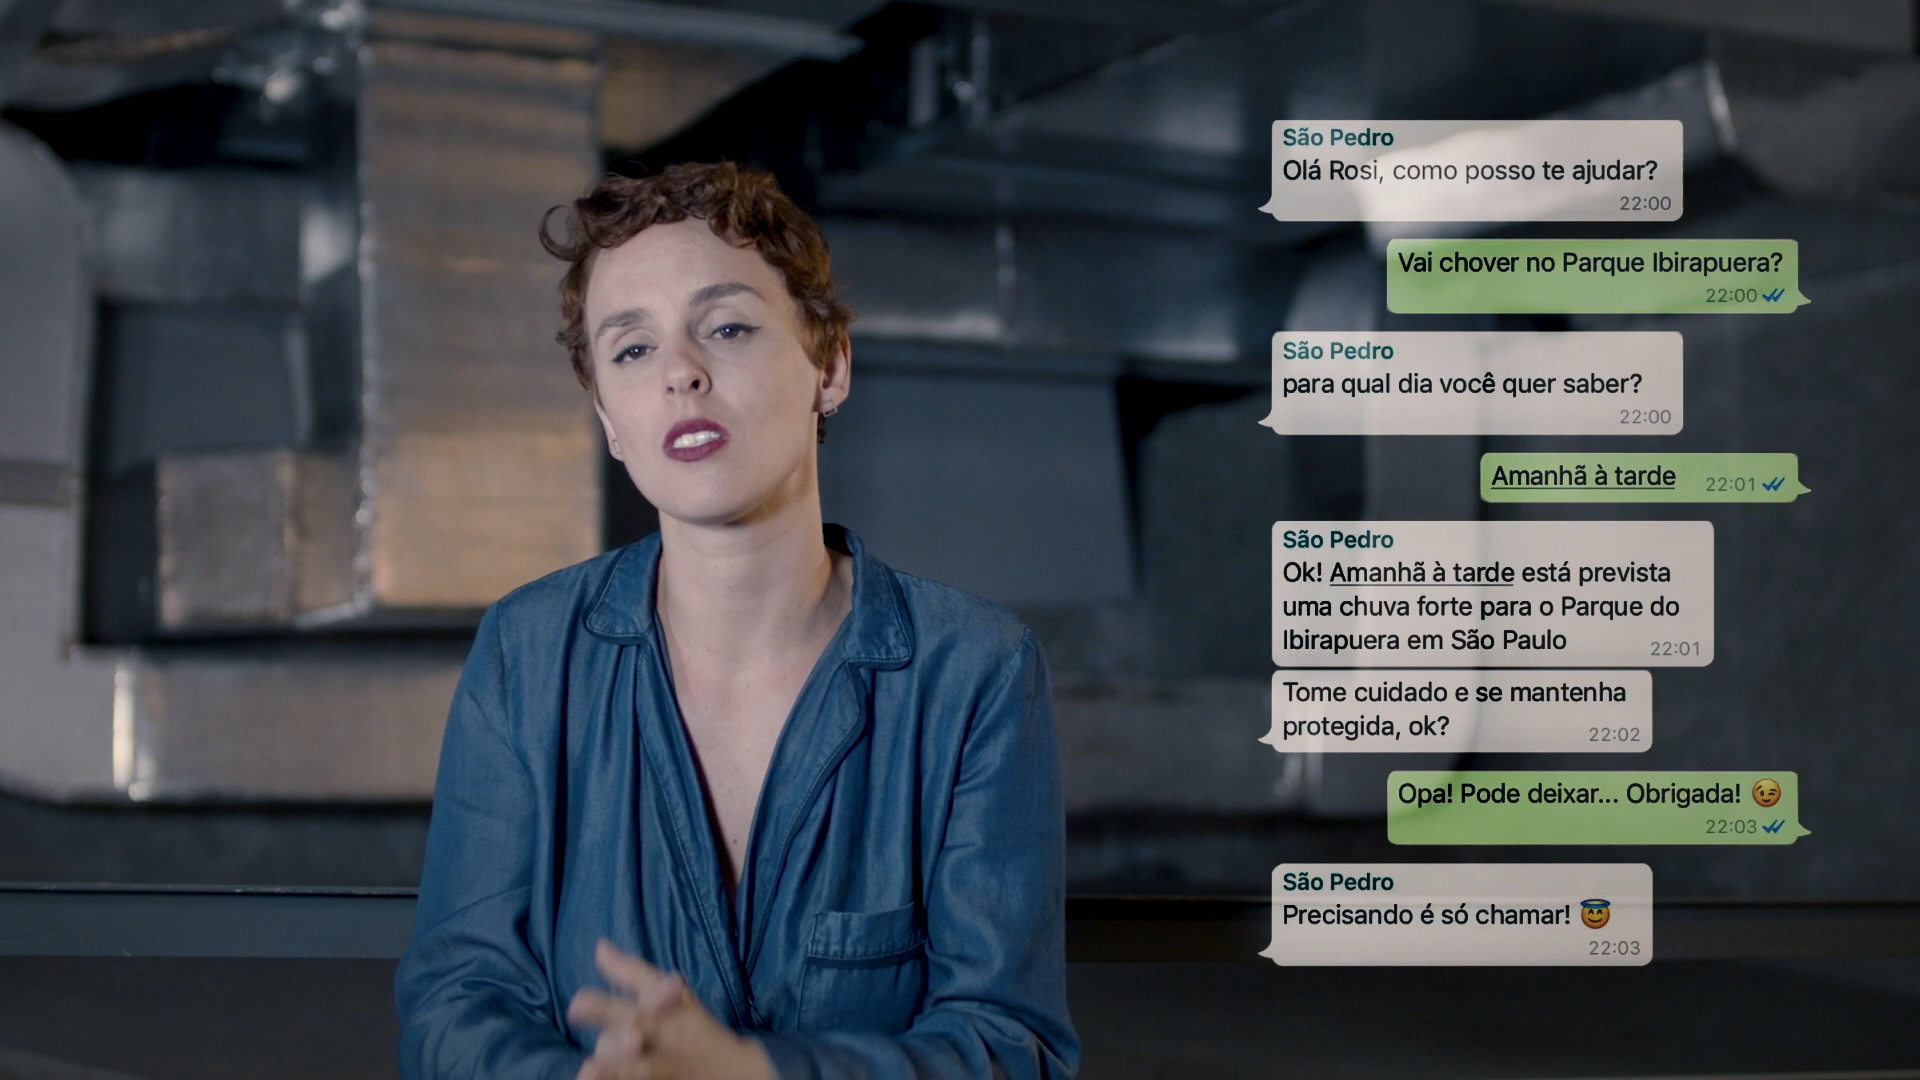 São Pedro
Olá Rosi, como posso te ajudar?
22:00
Vai chover no Parque Ibirapuera?
22:00
São Pedro
para qual dia você quer saber?
22:00
Amanhã à tarde 22:01
São Pedro
Ok! Amanhã à tarde está prevista
uma chuva forte para o Parque do
Ibirapuera em São Paulo 22:01
Tome cuidado e se mantenha
protegida, ok? 22:02
Opa! Pode deixar... Obrigada! 😉
22:03
São Pedro
Precisando é só chamar! 😇
22:03